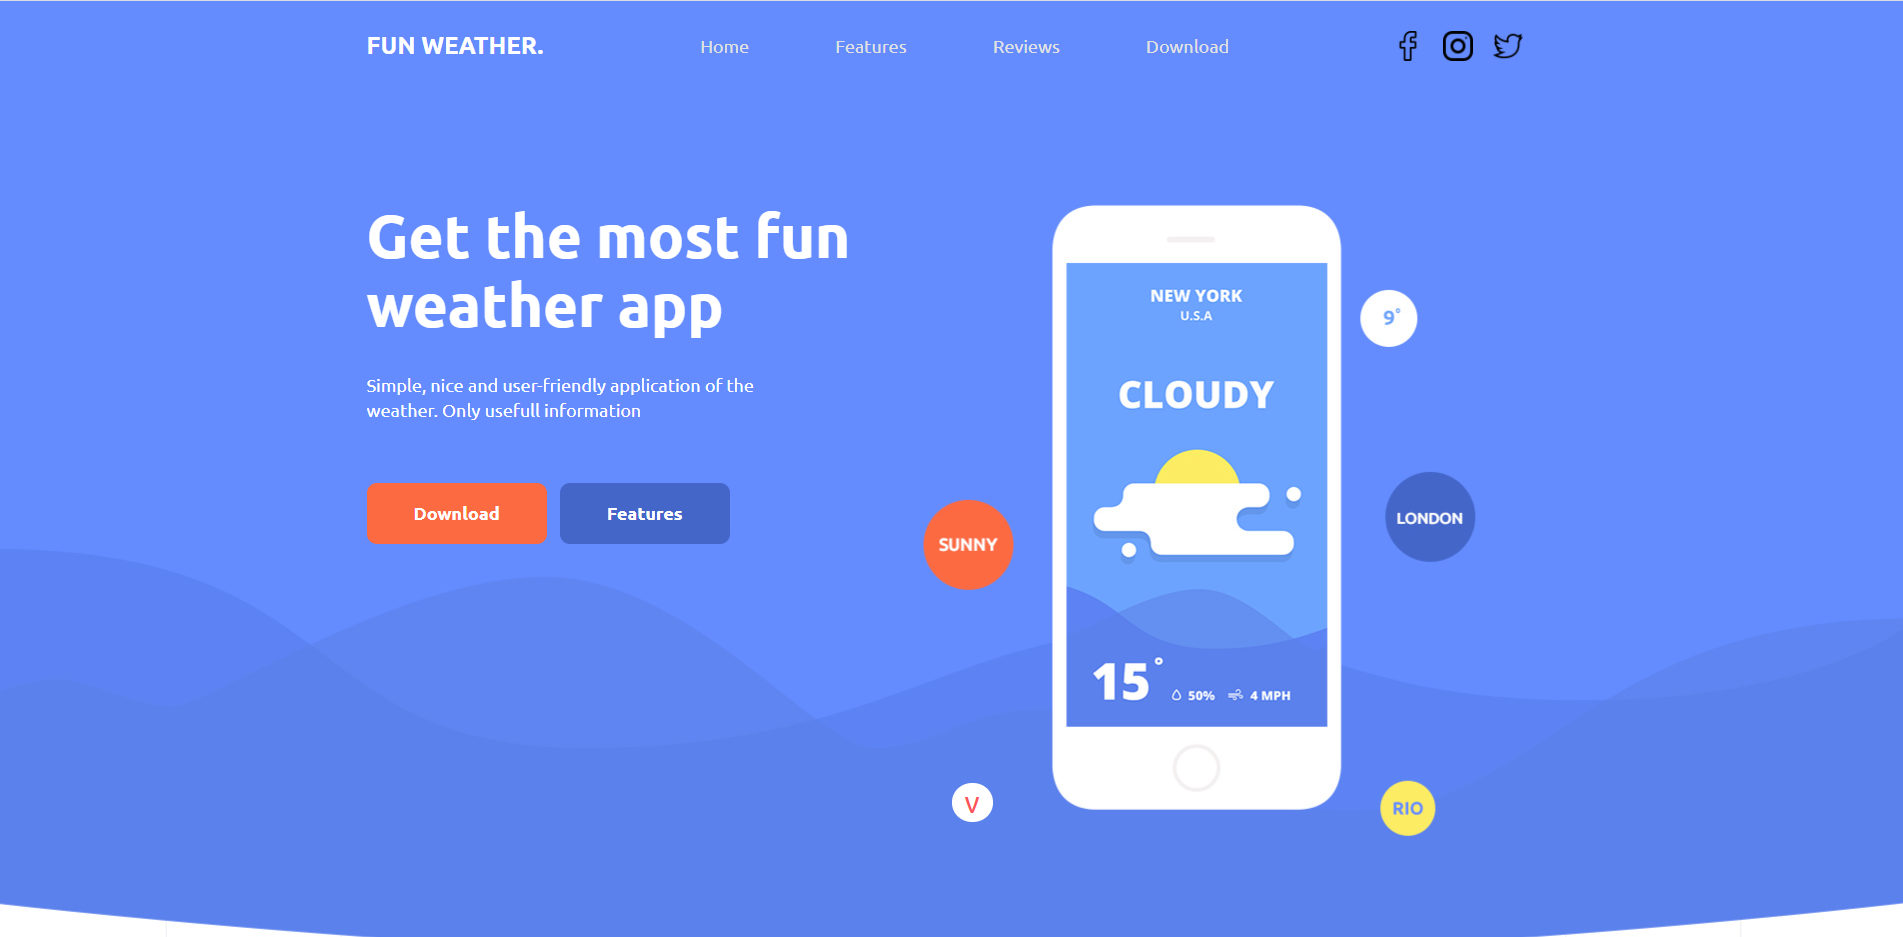 FUN WEATHER.
Home
Features
Reviews
Download
Get the most fun
weather app
Simple, nice and user-friendly application of the
weather. Only usefull information
Download
Features
NEW YORK
U.S.A
CLOUDY
15°
50%
4 MPH
9°
SUNNY
LONDON
V
RIO